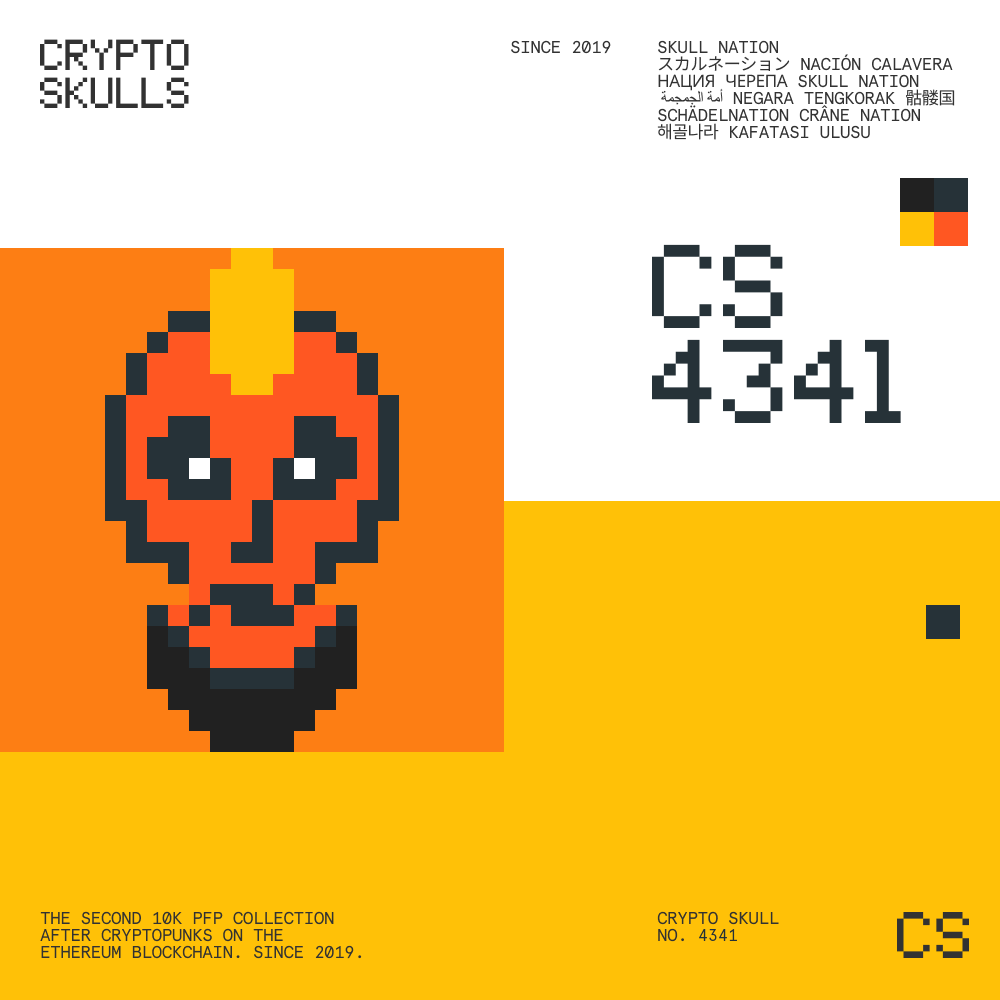 CRYPTO
SKULLS
SINCE 2019
SKULL NATION
スカルネーション NACIÓN CALAVERA
НАЦИЯ ЧЕРЕПА SKULL NATION
أمة الجمجمة NEGARA TENGKORAK 骷髅国
SCHÄDELNATION CRÂNE NATION
해골나라 KAFATASI ULUSU
CS
4341
THE SECOND 10K PFP COLLECTION
AFTER CRYPTOPUNKS ON THE
ETHEREUM BLOCKCHAIN. SINCE 2019.
CRYPTO SKULL
NO. 4341
CS